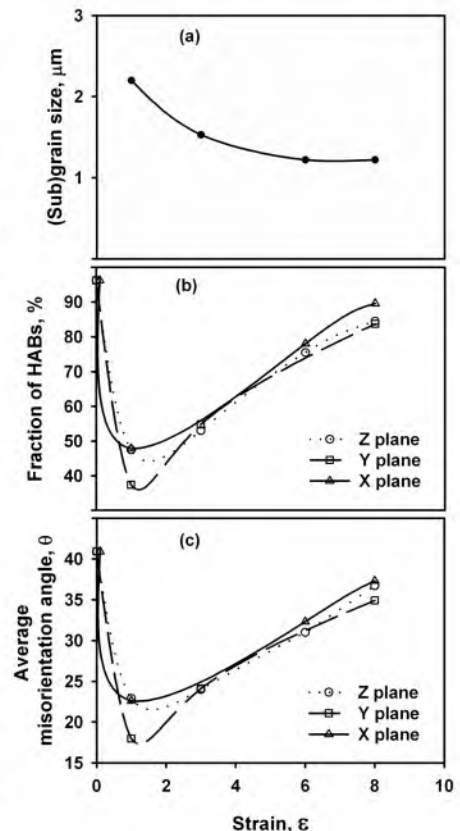 (a)
(Sub)grain size, μm
3
2
1
(b)
Fraction of HABs, %
90
80
70
60
50
40
Z plane
Y plane
X plane
(c)
Average
misorientation angle, θ
40
35
30
25
20
15
Z plane
Y plane
X plane
0 2 4 6 8 10
Strain, ε